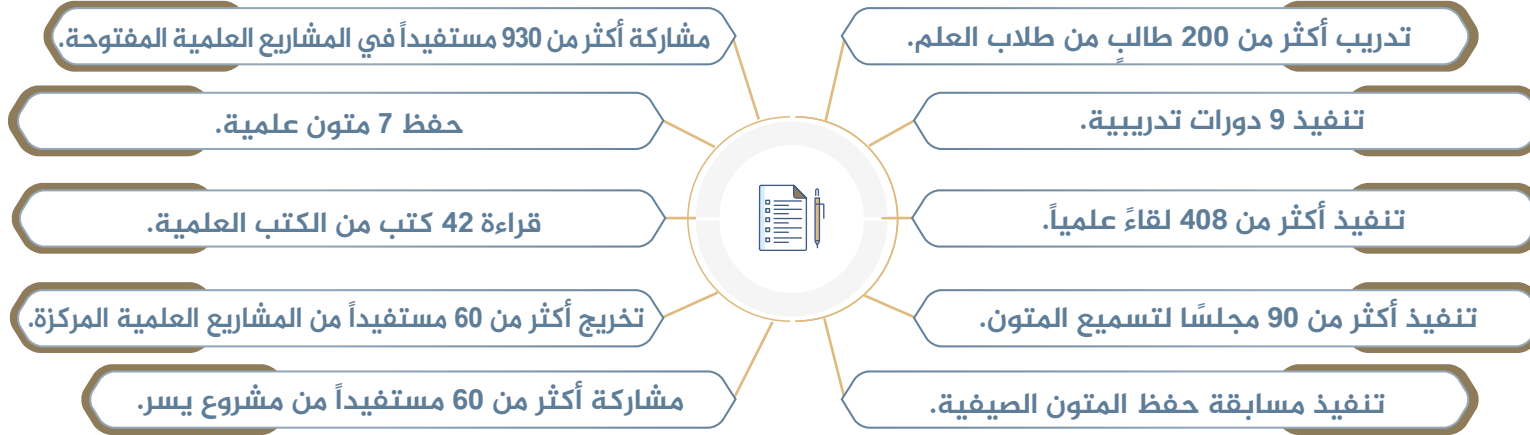 تدريب أكثر من 200 طالبٍ من طلاب العلم.
تنفيذ 9 دورات تدريبية.
تنفيذ أكثر من 408 لقاءً علمياً.
تنفيذ أكثر من 90 مجلسًا لتسميع المتون.
تنفيذ مسابقة حفظ المتون الصيفية.
مشاركة أكثر من 930 مستفيداً في المشاريع العلمية المفتوحة.
حفظ 7 متون علمية.
قراءة 42 كتب من الكتب العلمية.
تخريج أكثر من 60 مستفيداً من المشاريع العلمية المركزة.
مشاركة أكثر من 60 مستفيداً من مشروع يسر.